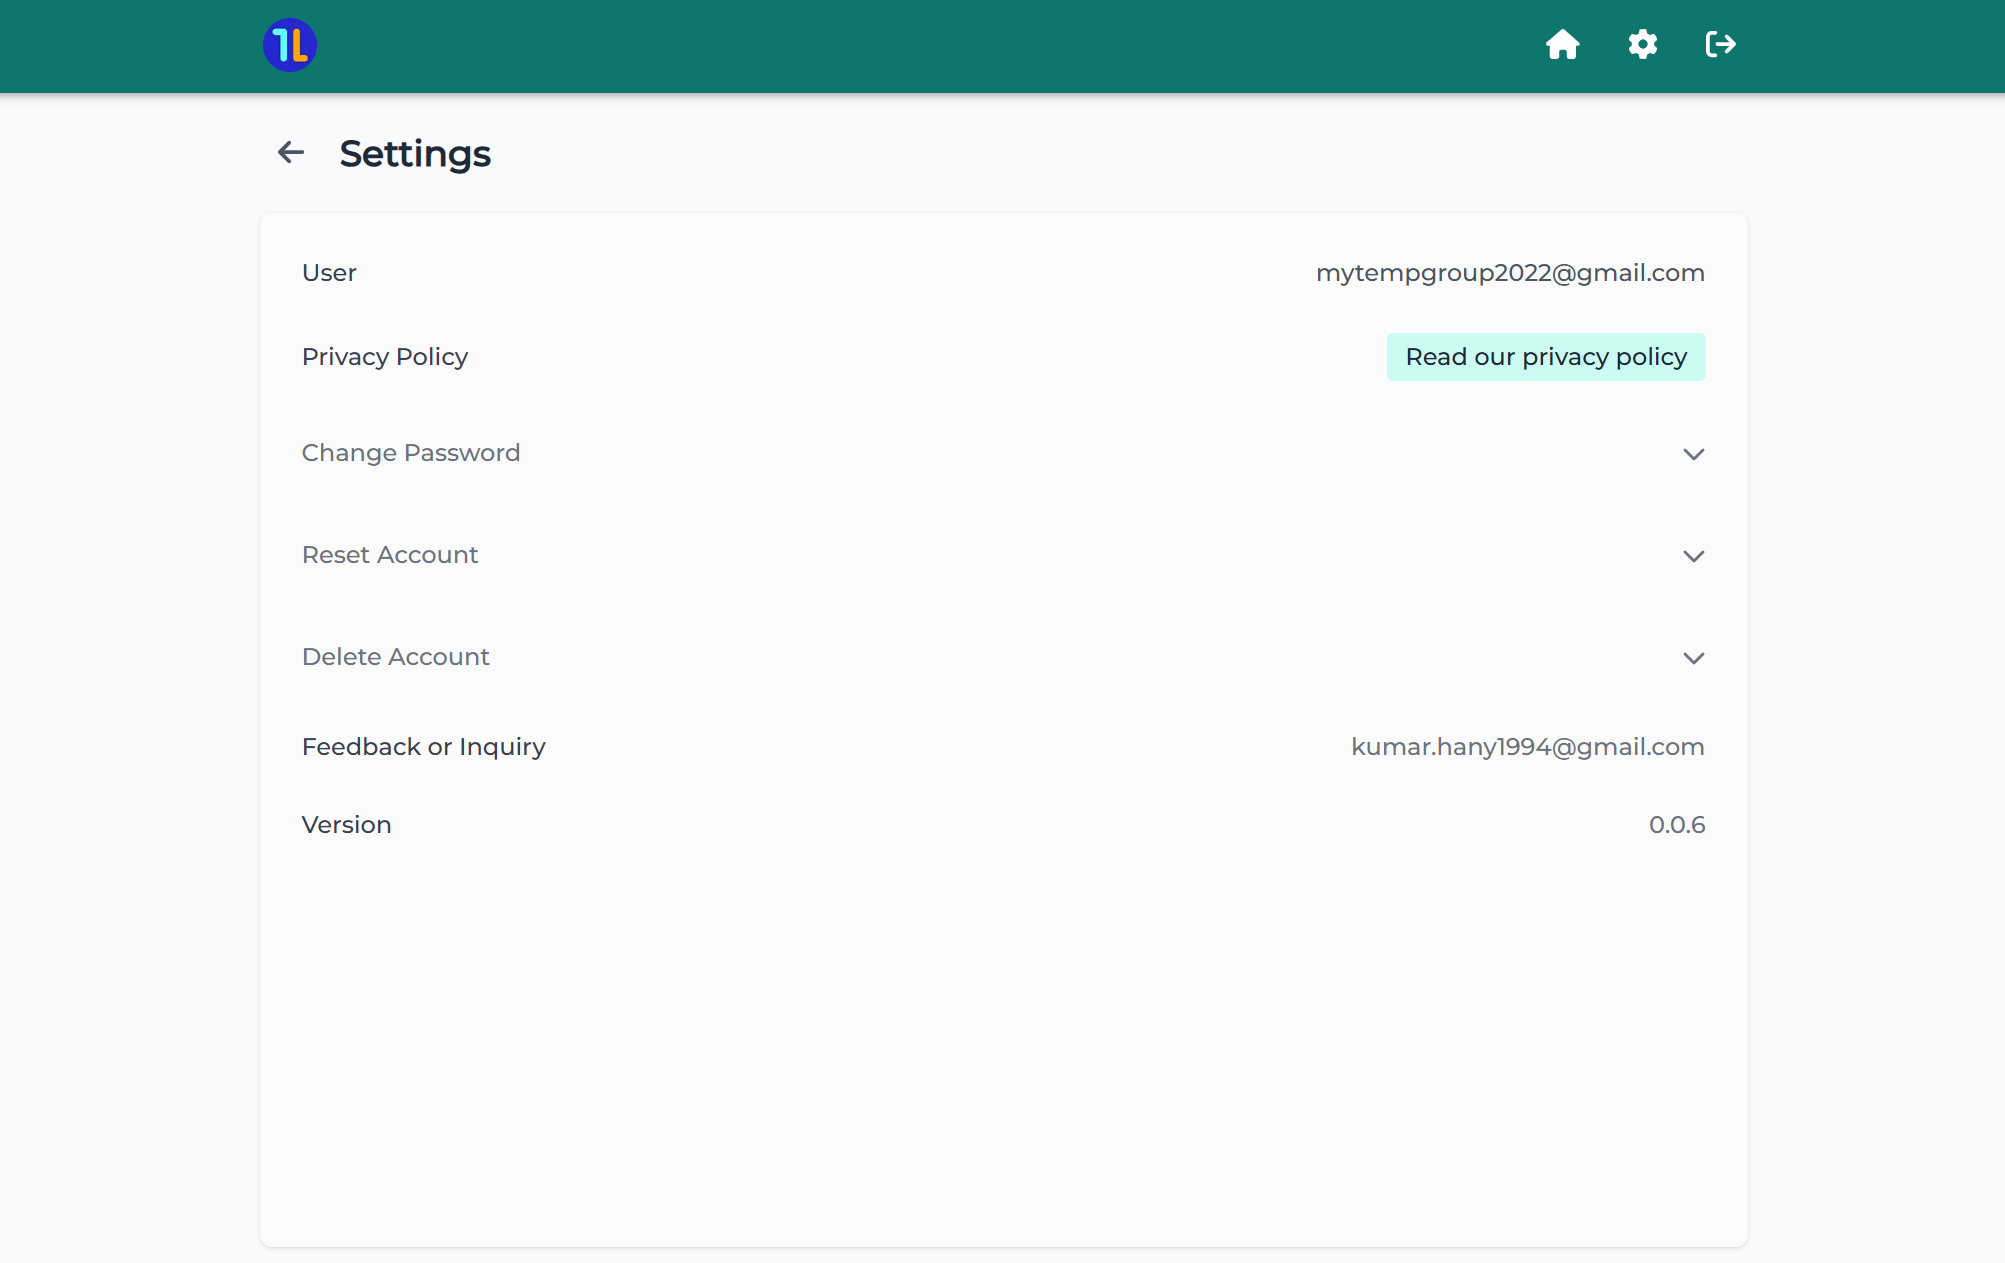 1L
Settings
User
mytempgroup2022@gmail.com
Privacy Policy
Read our privacy policy
Change Password
Reset Account
Delete Account
Feedback or Inquiry
kumar.hany1994@gmail.com
Version
0.0.6